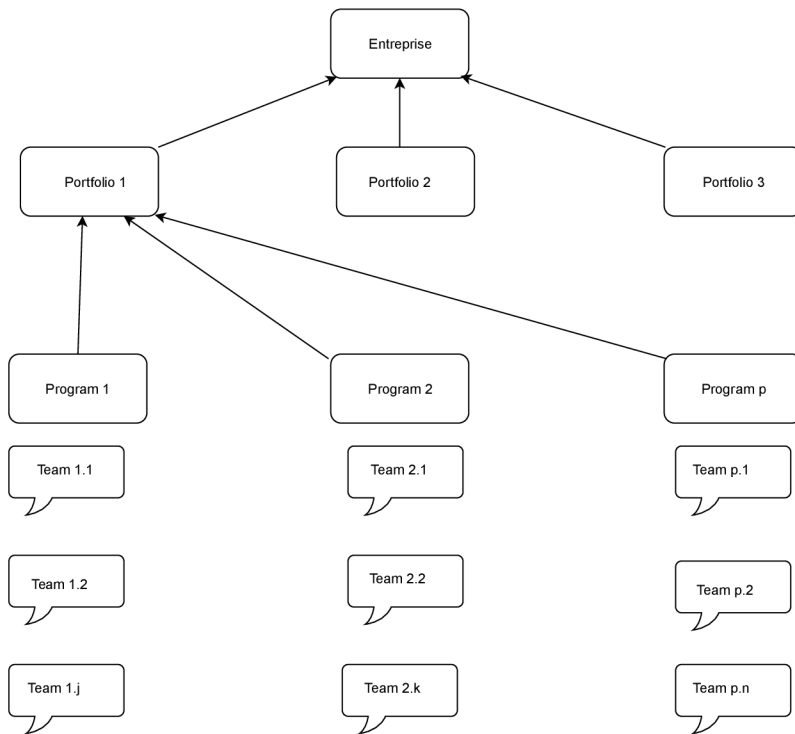 Entreprise
Portfolio 1
Portfolio 2
Portfolio 3
Program 1
Program 2
Program p
Team 1.1
Team 2.1
Team p.1
Team 1.2
Team 2.2
Team p.2
Team 1.j
Team 2.k
Team p.n